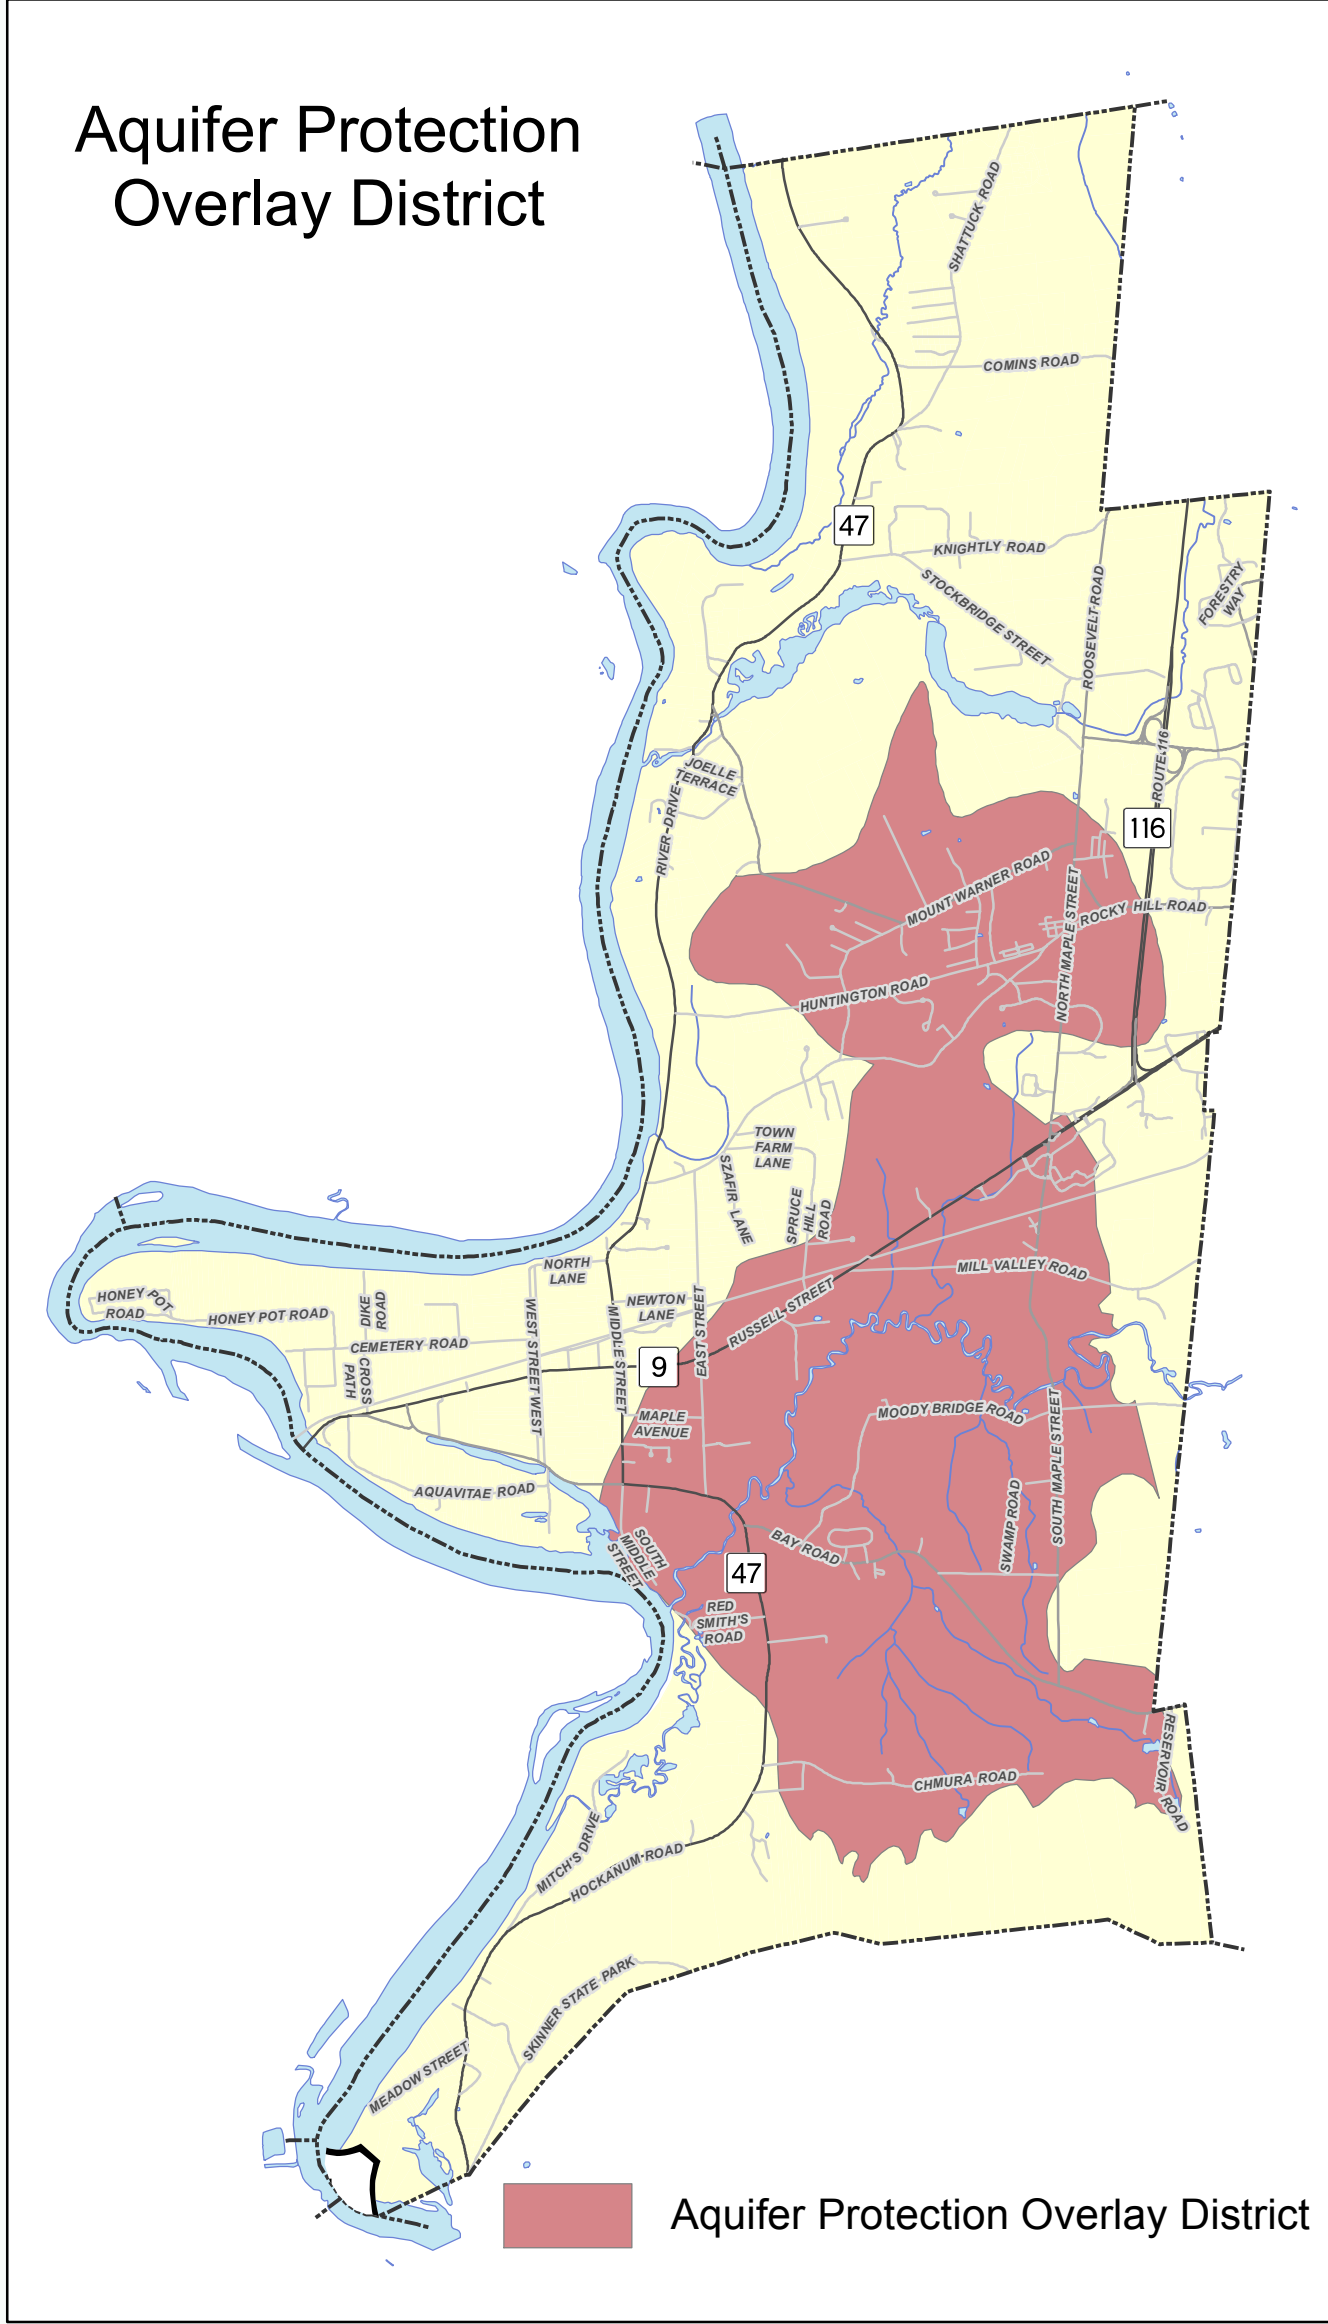 Aquifer Protection
Overlay District
SHATTUCK ROAD
COMINS ROAD
47
KNIGHTLY ROAD
STOCKBRIDGE STREET
ROOSEVELT ROAD
FORESTRY
WAY
JOELLE
TERRACE
RIVER DRIVE
ROUTE 116
116
MOUNT WARNER ROAD
NORTH MAPLE STREET
ROCKY HILL ROAD
HUNTINGTON ROAD
TOWN
FARM
LANE
SZAFIR LANE
SPRUCE
HILL
ROAD
NORTH
LANE
MILL VALLEY ROAD
HONEY POT
ROAD
HONEY POT ROAD
DIKE
ROAD
WEST STREET WEST
MIDDLE STREET
NEWTON
LANE
EAST STREET
RUSSELL STREET
CEMETERY ROAD
CROSS
PATH
9
MAPLE
AVENUE
MOODY BRIDGE ROAD
SOUTH MAPLE STREET
AQUAVITAE ROAD
SWAMP ROAD
SOUTH
MIDDLE
STREET
BAY ROAD
47
RED
SMITH'S
ROAD
RESERVOIR ROAD
CHMURA ROAD
MITCH'S DRIVE
HOCKANUM ROAD
SKINNER STATE PARK
MEADOW STREET
Aquifer Protection Overlay District